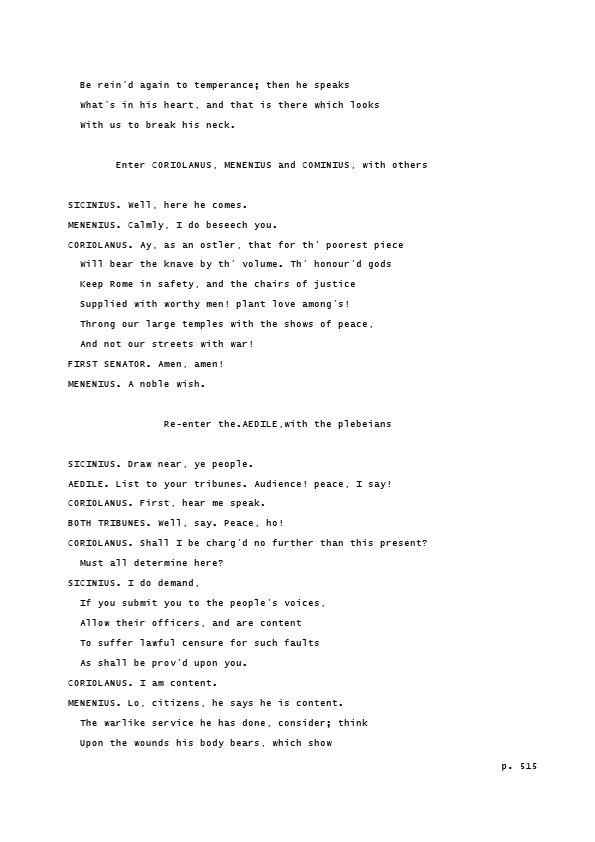 Be rein'd again to temperance; then he speaks
What's in his heart, and that is there which looks
With us to break his neck.
Enter CORIOLANUS, MENENIUS and COMINIUS, with others
SICINIUS. Well, here he comes.
MENENIUS. Calmly, I do beseech you.
CORIOLANUS. Ay, as an ostler, that for th' poorest piece
Will bear the knave by th' volume. Th' honour'd gods
Keep Rome in safety, and the chairs of justice
Supplied with worthy men! plant love among's!
Throng our large temples with the shows of peace,
And not our streets with war!
FIRST SENATOR. Amen, amen!
MENENIUS. A noble wish.
Re-enter the.AEDILE,with the plebeians
SICINIUS. Draw near, ye people.
AEDILE. List to your tribunes. Audience! peace, I say!
CORIOLANUS. First, hear me speak.
BOTH TRIBUNES. Well, say. Peace, ho!
CORIOLANUS. Shall I be charg'd no further than this present?
Must all determine here?
SICINIUS. I do demand,
If you submit you to the people's voices,
Allow their officers, and are content
To suffer lawful censure for such faults
As shall be prov'd upon you.
CORIOLANUS. I am content.
MENENIUS. Lo, citizens, he says he is content.
The warlike service he has done, consider; think
Upon the wounds his body bears, which show
p. 515